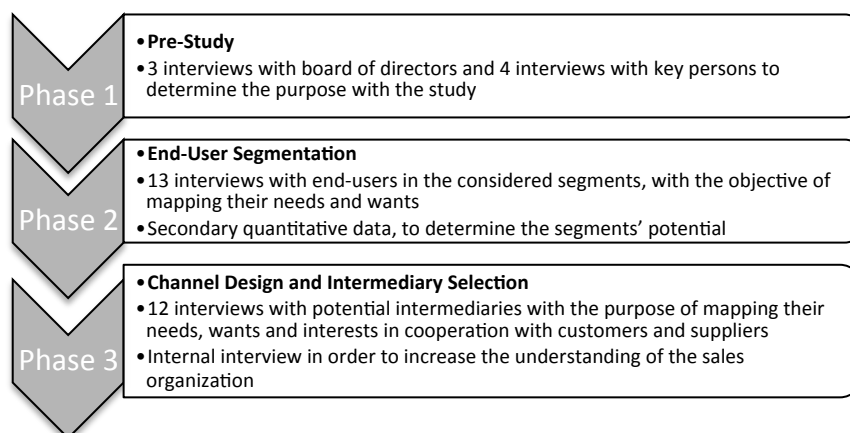 Phase 1
•Pre-Study
•3 interviews with board of directors and 4 interviews with key persons to
determine the purpose with the study
Phase 2
•End-User Segmentation
•13 interviews with end-users in the considered segments, with the objective of
mapping their needs and wants
•Secondary quantitative data, to determine the segments' potential
Phase 3
•Channel Design and Intermediary Selection
•12 interviews with potential intermediaries with the purpose of mapping their
needs, wants and interests in cooperation with customers and suppliers
•Internal interview in order to increase the understanding of the sales
organization